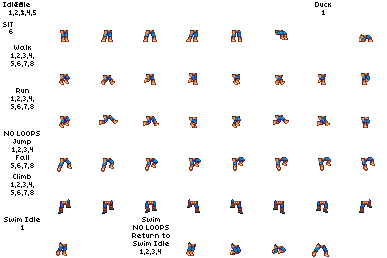 Idle
1,2,3,4,5
Duck
1
SIT
6
Walk
1,2,3,4,
5,6,7,8
Run
1,2,3,4,
5,6,7,8
NO LOOPS
Jump
1,2,3,4
Fall
5,6,7,8
Climb
1,2,3,4,
5,6,7,8
Swim Idle
1
Swim
NO LOOPS
Return to
Swim Idle
1,2,3,4